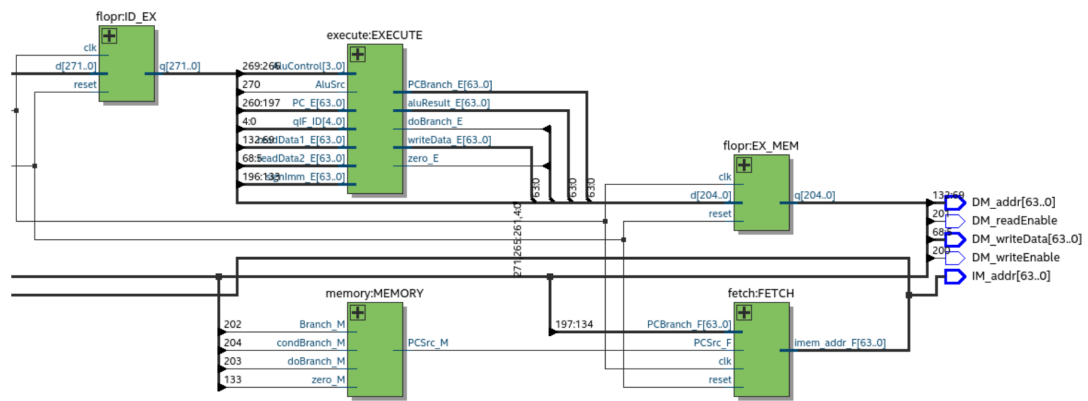 flopr:ID_EX
clk
d[271..0]
reset
q[271..0]
execute:EXECUTE
269:266
AluControl[3..0]
270
AluSrc
260:197
PC_E[63..0]
4:0
qIF_ID[4..0]
132:69
readData1_E[63..0]
68:5
readData2_E[63..0]
196:133
signImm_E[63..0]
PCBranch_E[63..0]
aluResult_E[63..0]
doBranch_E
writeData_E[63..0]
zero_E
63:0
63:0
63:0
271,265:261,4:0
flopr:EX_MEM
clk
d[204..0]
reset
q[204..0]
132:69
DM_addr[63..0]
201
DM_readEnable
68:5
DM_writeData[63..0]
200
DM_writeEnable
IM_addr[63..0]
memory:MEMORY
202
Branch_M
204
condBranch_M
203
doBranch_M
133
zero_M
PCSrc_M
fetch:FETCH
197:134
PCBranch_F[63..0]
PCSrc_F
clk
reset
imem_addr_F[63..0]